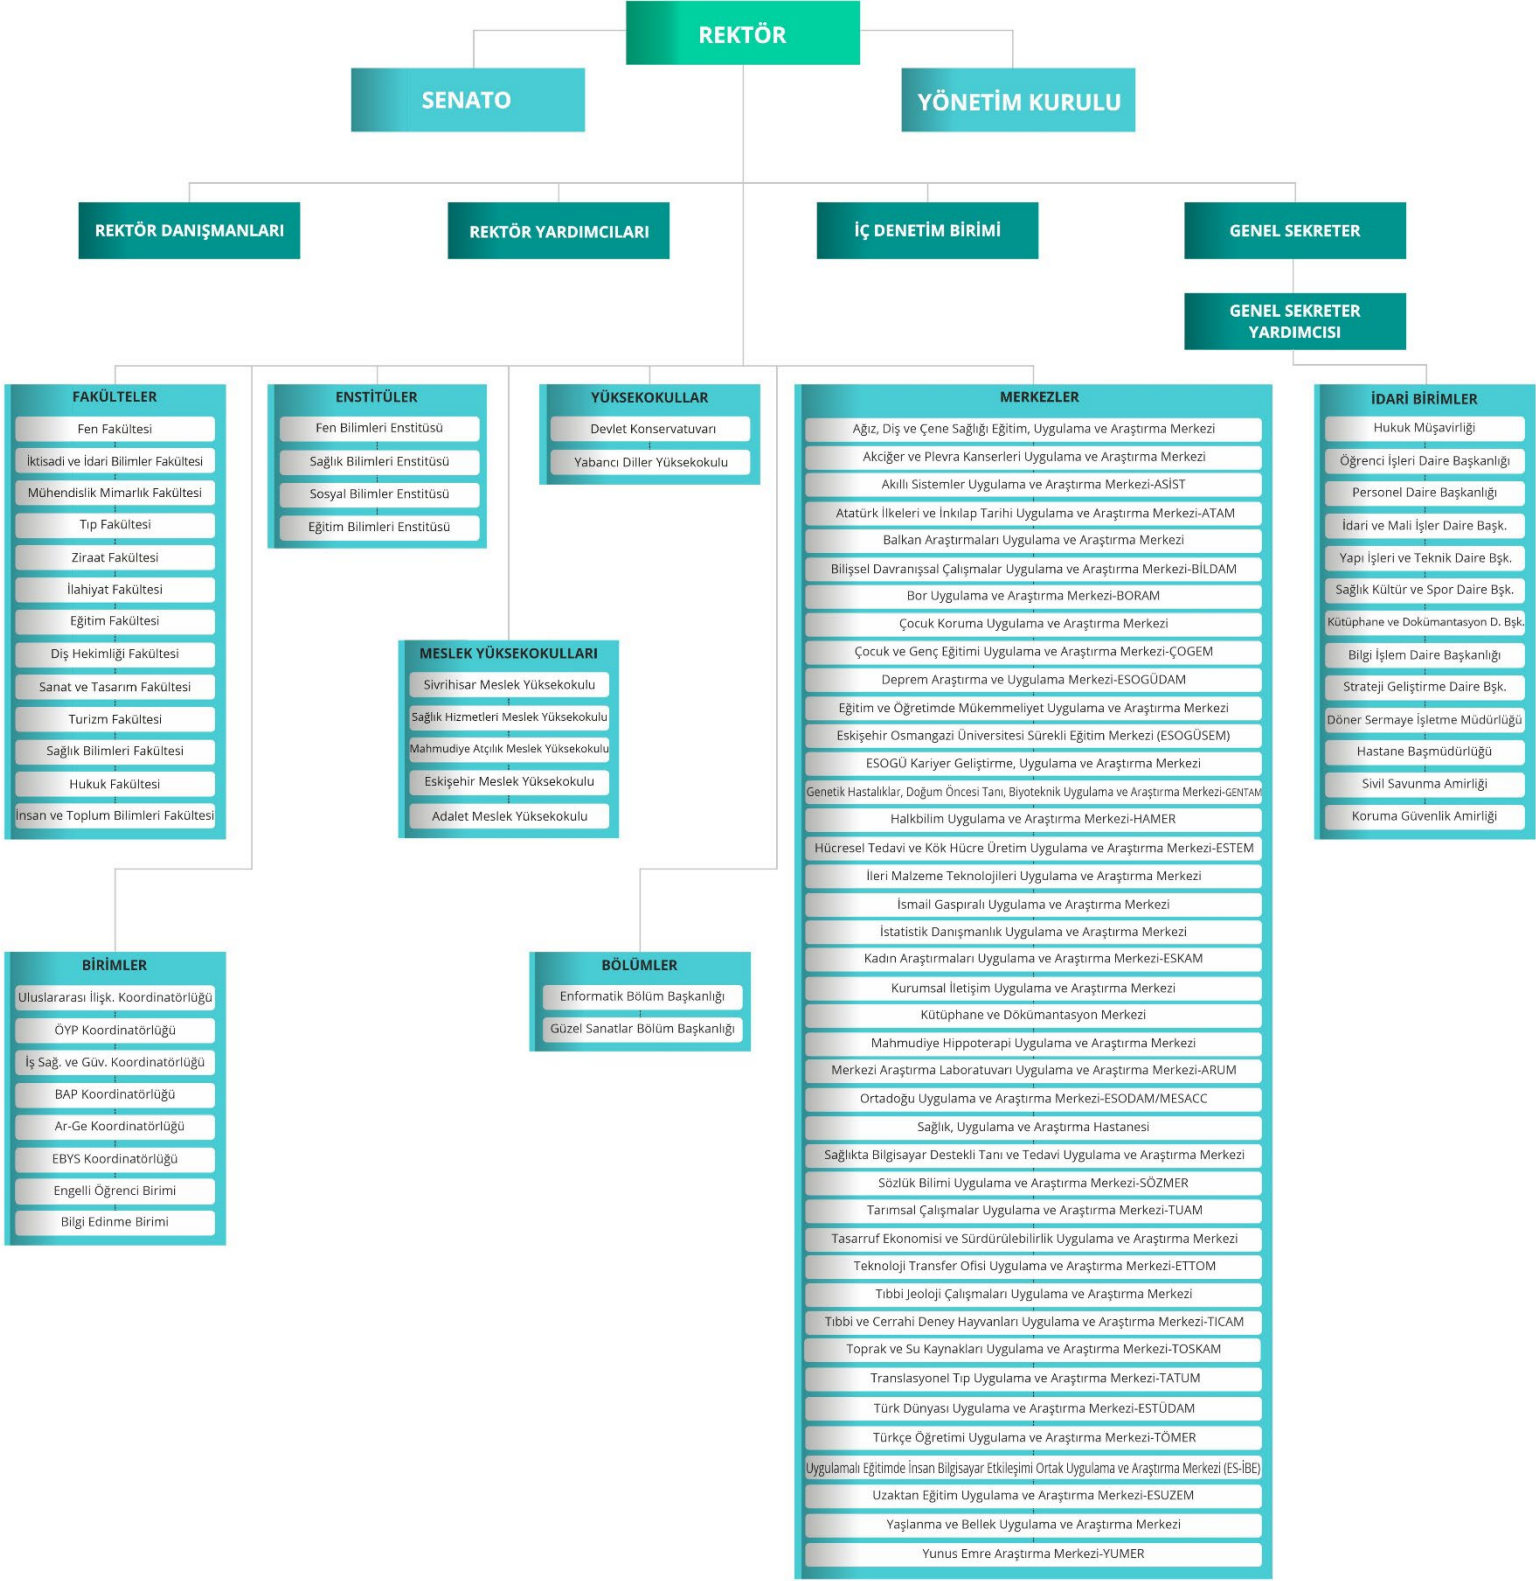 REKTÖR
SENATO
YÖNETİM KURULU
REKTÖR DANIŞMANLARI
REKTÖR YARDIMCILARI
İÇ DENETİM BİRİMİ
GENEL SEKRETER
GENEL SEKRETER
YARDIMCISI
FAKÜLTELER
Fen Fakültesi
İktisadi ve İdari Bilimler Fakültesi
Mühendislik Mimarlık Fakültesi
Tıp Fakültesi
Ziraat Fakültesi
İlahiyat Fakültesi
Eğitim Fakültesi
Diş Hekimliği Fakültesi
Sanat ve Tasarım Fakültesi
Turizm Fakültesi
Sağlık Bilimleri Fakültesi
Hukuk Fakültesi
İnsan ve Toplum Bilimleri Fakültesi
ENSTİTÜLER
Fen Bilimleri Enstitüsü
Sağlık Bilimleri Enstitüsü
Sosyal Bilimler Enstitüsü
Eğitim Bilimleri Enstitüsü
YÜKSEKOKULLAR
Devlet Konservatuvarı
Yabancı Diller Yüksekokulu
MESLEK YÜKSEKOKULLARI
Sivrihisar Meslek Yüksekokulu
Sağlık Hizmetleri Meslek Yüksekokulu
Mahmudiye Atçılık Meslek Yüksekokulu
Eskişehir Meslek Yüksekokulu
Adalet Meslek Yüksekokulu
MERKEZLER
Ağız, Diş ve Çene Sağlığı Eğitim, Uygulama ve Araştırma Merkezi
Akciğer ve Plevra Kanserleri Uygulama ve Araştırma Merkezi
Akıllı Sistemler Uygulama ve Araştırma Merkezi-ASİST
Atatürk İlkeleri ve İnkılap Tarihi Uygulama ve Araştırma Merkezi-ATAM
Balkan Araştırmaları Uygulama ve Araştırma Merkezi
Bilişsel Davranışsal Çalışmalar Uygulama ve Araştırma Merkezi-BİLDAM
Bor Uygulama ve Araştırma Merkezi-BORAM
Çocuk Koruma Uygulama ve Araştırma Merkezi
Çocuk ve Genç Eğitimi Uygulama ve Araştırma Merkezi-ÇOGEM
Deprem Araştırma ve Uygulama Merkezi-ESOGÜDAM
Eğitim ve Öğretimde Mükemmeliyet Uygulama ve Araştırma Merkezi
Eskişehir Osmangazi Üniversitesi Sürekli Eğitim Merkezi (ESOGÜSEM)
ESOGÜ Kariyer Geliştirme, Uygulama ve Araştırma Merkezi
Genetik Hastalıklar, Doğum Öncesi Tanı, Biyoteknik Uygulama ve Araştırma Merkezi-GENTAM
Halkbilim Uygulama ve Araştırma Merkezi-HAMER
Hücresel Tedavi ve Kök Hücre Üretim Uygulama ve Araştırma Merkezi-ESTEM
İleri Malzeme Teknolojileri Uygulama ve Araştırma Merkezi
İsmail Gaspıralı Uygulama ve Araştırma Merkezi
İstatistik Danışmanlık Uygulama ve Araştırma Merkezi
Kadın Araştırmaları Uygulama ve Araştırma Merkezi-ESKAM
Kurumsal İletişim Uygulama ve Araştırma Merkezi
Kütüphane ve Dökümantasyon Merkezi
Mahmudiye Hippoterapi Uygulama ve Araştırma Merkezi
Merkezi Araştırma Laboratuvarı Uygulama ve Araştırma Merkezi-ARUM
Ortadoğu Uygulama ve Araştırma Merkezi-ESODAM/MESACC
Sağlık, Uygulama ve Araştırma Hastanesi
Sağlıkta Bilgisayar Destekli Tanı ve Tedavi Uygulama ve Araştırma Merkezi
Sözlük Bilimi Uygulama ve Araştırma Merkezi-SÖZMER
Tarımsal Çalışmalar Uygulama ve Araştırma Merkezi-TUAM
Tasarruf Ekonomisi ve Sürdürülebilirlik Uygulama ve Araştırma Merkezi
Teknoloji Transfer Ofisi Uygulama ve Araştırma Merkezi-ETTOM
Tıbbi Jeoloji Çalışmaları Uygulama ve Araştırma Merkezi
Tıbbi ve Cerrahi Deney Hayvanları Uygulama ve Araştırma Merkezi-TICAM
Toprak ve Su Kaynakları Uygulama ve Araştırma Merkezi-TOSKAM
Translasyonel Tıp Uygulama ve Araştırma Merkezi-TATUM
Türk Dünyası Uygulama ve Araştırma Merkezi-ESTÜDAM
Türkçe Öğretimi Uygulama ve Araştırma Merkezi-TÖMER
Uygulamalı Eğitimde İnsan Bilgisayar Etkileşimi Ortak Uygulama ve Araştırma Merkezi (ES-İBE)
Uzaktan Eğitim Uygulama ve Araştırma Merkezi-ESUZEM
Yaşlanma ve Bellek Uygulama ve Araştırma Merkezi
Yunus Emre Araştırma Merkezi-YUMER
İDARİ BİRİMLER
Hukuk Müşavirliği
Öğrenci İşleri Daire Başkanlığı
Personel Daire Başkanlığı
İdari ve Mali İşler Daire Başk.
Yapı İşleri ve Teknik Daire Bşk.
Sağlık Kültür ve Spor Daire Bşk.
Kütüphane ve Dokümantasyon D. Bşk.
Bilgi İşlem Daire Başkanlığı
Strateji Geliştirme Daire Bşk.
Döner Sermaye İşletme Müdürlüğü
Hastane Başmüdürlüğü
Sivil Savunma Amirliği
Koruma Güvenlik Amirliği
BİRİMLER
Uluslararası İlişk. Koordinatörlüğü
ÖYP Koordinatörlüğü
İş Sağ. ve Güv. Koordinatörlüğü
BAP Koordinatörlüğü
Ar-Ge Koordinatörlüğü
EBYS Koordinatörlüğü
Engelli Öğrenci Birimi
Bilgi Edinme Birimi
BÖLÜMLER
Enformatik Bölüm Başkanlığı
Güzel Sanatlar Bölüm Başkanlığı